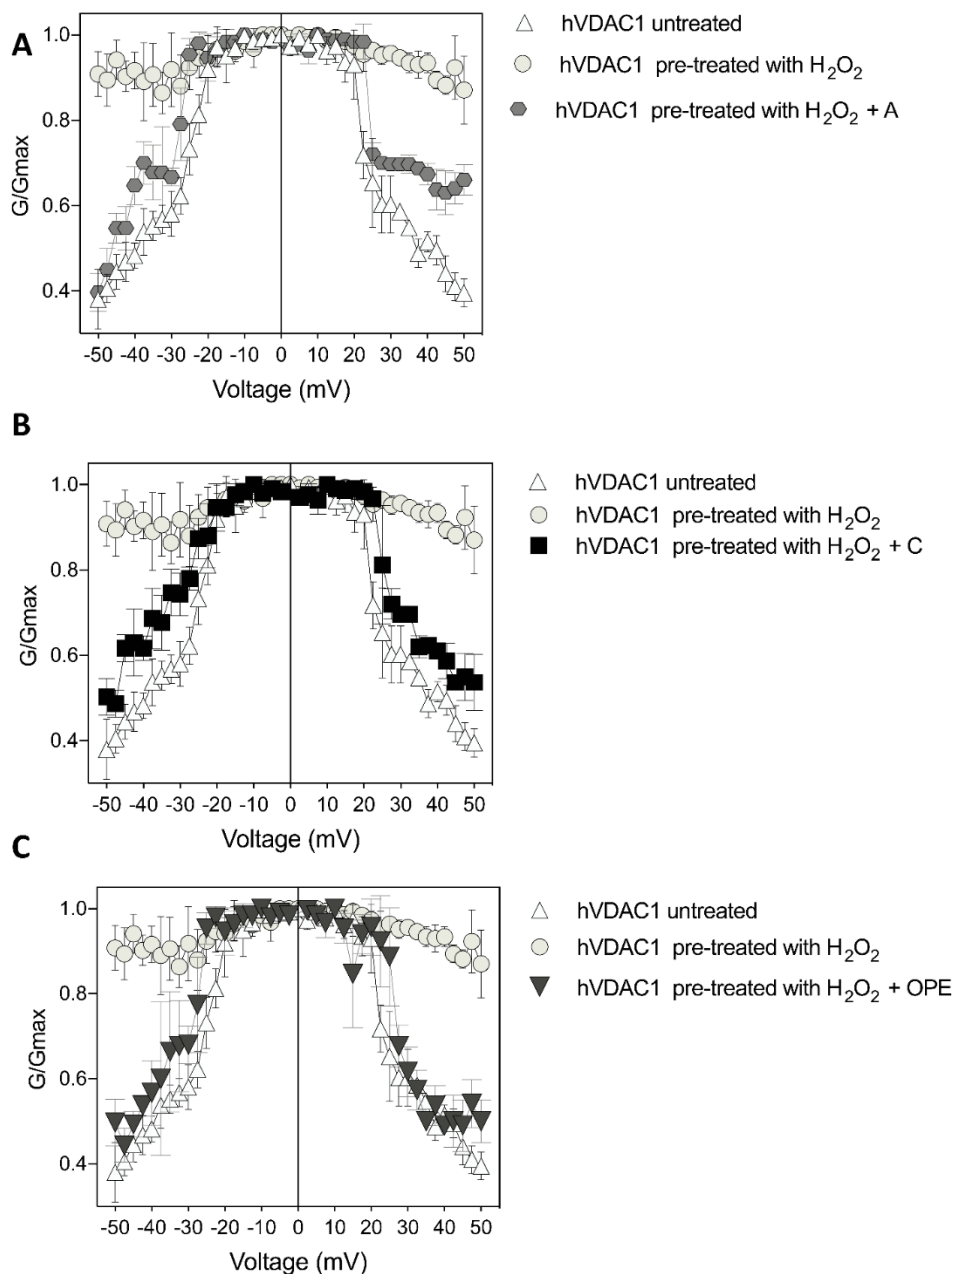 A
hVDAC1 untreated
hVDAC1 pre-treated with H₂O₂
hVDAC1 pre-treated with H₂O₂ + A
G/Gmax
1.0
0.8
0.6
0.4
-50 -40 -30 -20 -10 0 10 20 30 40 50
Voltage (mV)
B
hVDAC1 untreated
hVDAC1 pre-treated with H₂O₂
hVDAC1 pre-treated with H₂O₂ + C
G/Gmax
1.0
0.8
0.6
0.4
-50 -40 -30 -20 -10 0 10 20 30 40 50
Voltage (mV)
C
hVDAC1 untreated
hVDAC1 pre-treated with H₂O₂
hVDAC1 pre-treated with H₂O₂ + OPE
G/Gmax
1.0
0.8
0.6
0.4
-50 -40 -30 -20 -10 0 10 20 30 40 50
Voltage (mV)